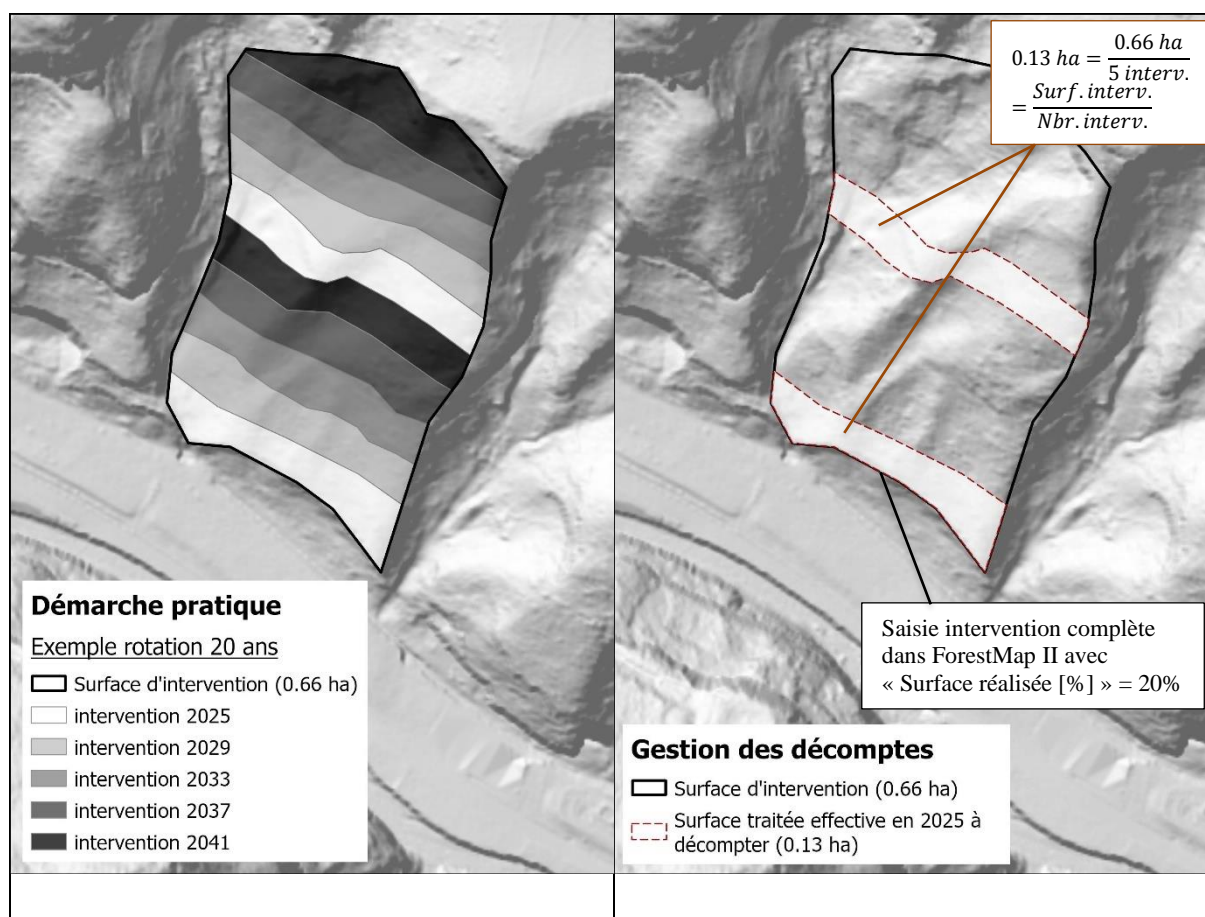 Démarche pratique
Exemple rotation 20 ans
Surface d'intervention (0.66 ha)
intervention 2025
intervention 2029
intervention 2033
intervention 2037
intervention 2041
0.13 ha = 0.66 ha / 5 interv.
= Surf. interv. / Nbr. interv.
Saisie intervention complète
dans ForestMap II avec
« Surface réalisée [%] » = 20%
Gestion des décomptes
Surface d'intervention (0.66 ha)
Surface traitée effective en 2025 à
décompter (0.13 ha)